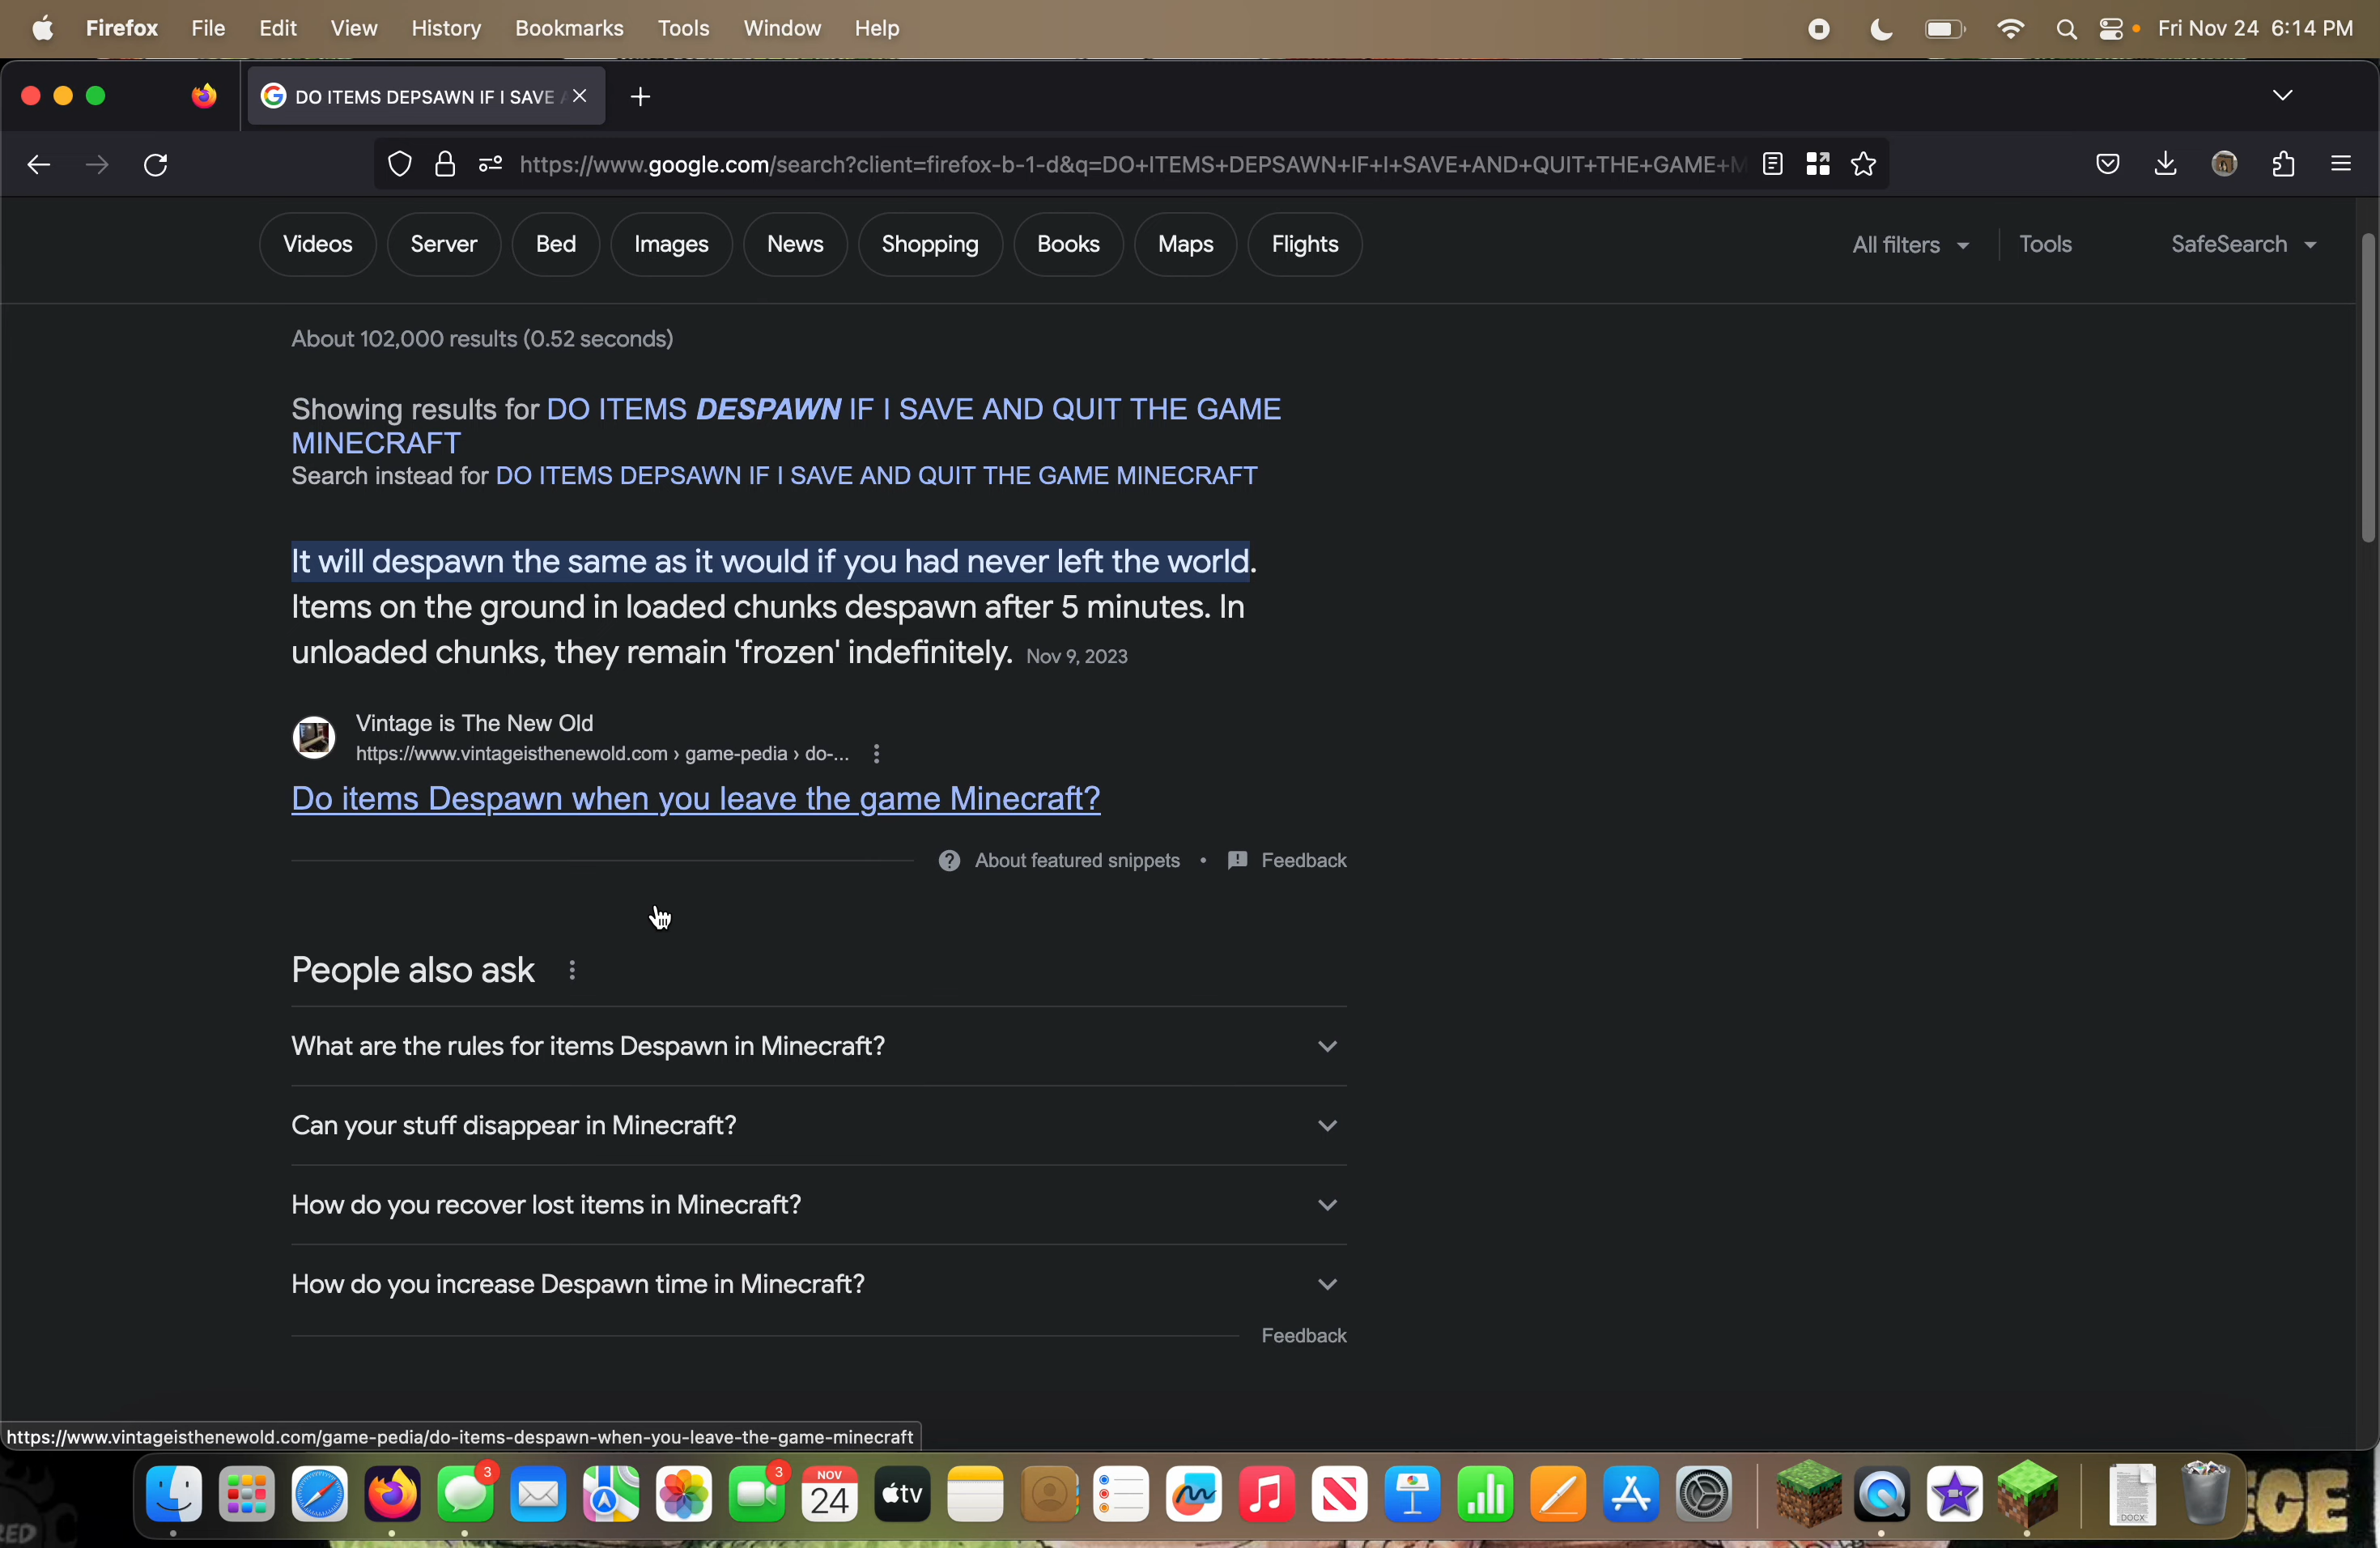 Firefox File Edit View History Bookmarks Tools Window Help Fri Nov 24 6:14 PM
DO ITEMS DEPSAWN IF I SAVE
https://www.google.com/search?client=firefox-b-1-d&q=DO+ITEMS+DEPSAWN+IF+I+SAVE+AND+QUIT+THE+GAME+M
Videos Server Bed Images News Shopping Books Maps Flights All filters Tools SafeSearch
About 102,000 results (0.52 seconds)
Showing results for DO ITEMS DESPAWN IF I SAVE AND QUIT THE GAME
MINECRAFT
Search instead for DO ITEMS DEPSAWN IF I SAVE AND QUIT THE GAME MINECRAFT
It will despawn the same as it would if you had never left the world.
Items on the ground in loaded chunks despawn after 5 minutes. In
unloaded chunks, they remain 'frozen' indefinitely. Nov 9, 2023
Vintage is The New Old
https://www.vintageisthenewold.com › game-pedia › do-...
Do items Despawn when you leave the game Minecraft?
About featured snippets • Feedback
People also ask
What are the rules for items Despawn in Minecraft?
Can your stuff disappear in Minecraft?
How do you recover lost items in Minecraft?
How do you increase Despawn time in Minecraft?
Feedback
https://www.vintageisthenewold.com/game-pedia/do-items-despawn-when-you-leave-the-game-minecraft
3 3 NOV
24 tv DOCX